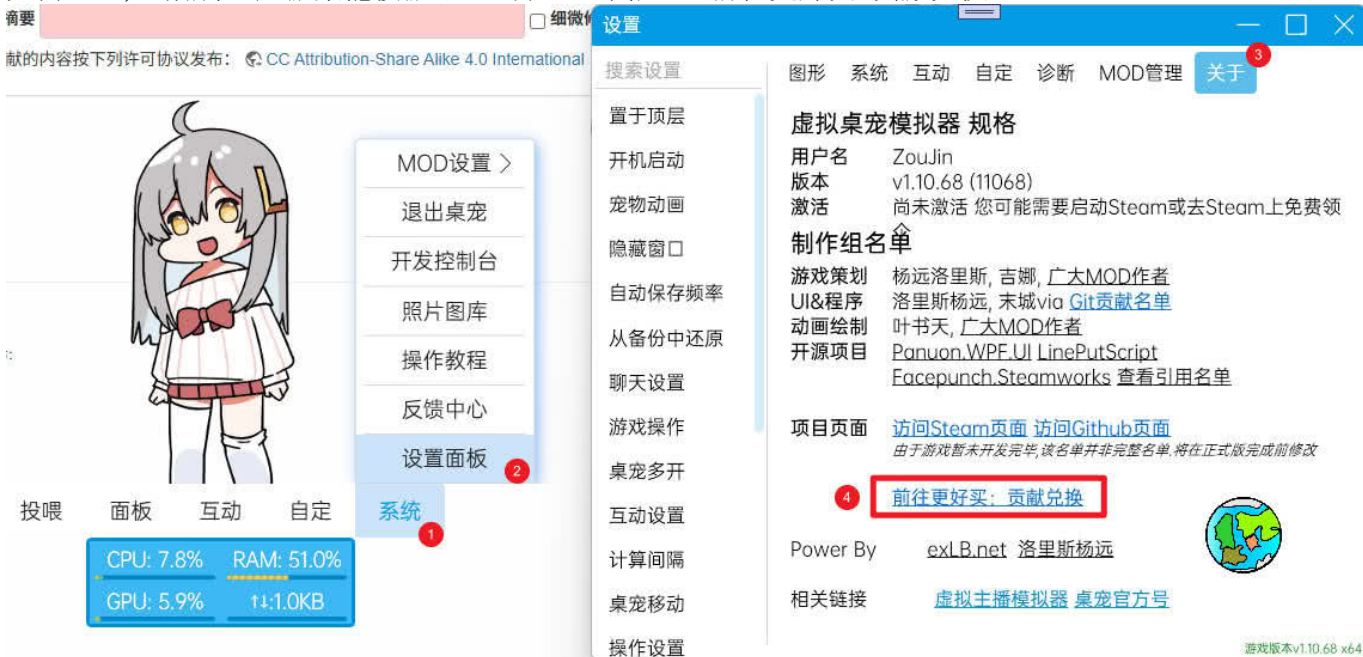 摘要
细微
献的内容按下列许可协议发布： CC Attribution-Share Alike 4.0 International
MOD设置 >
退出桌宠
开发控制台
照片图库
操作教程
反馈中心
设置面板
2
投喂 面板 互动 自定 系统
1
CPU: 7.8% RAM: 51.0%
GPU: 5.9% ↑↓:1.0KB
设置
搜索设置
置于顶层
开机启动
宠物动画
隐藏窗口
自动保存频率
从备份中还原
聊天设置
游戏操作
桌宠多开
互动设置
计算间隔
桌宠移动
操作设置
图形 系统 互动 自定 诊断 MOD管理 关于
3
虚拟桌宠模拟器 规格
用户名 ZouJin
版本 v1.10.68 (11068)
激活 尚未激活 您可能需要启动Steam或去Steam上免费领
制作组名单
游戏策划 杨远洛里斯, 吉娜, 广大MOD作者
UI&程序 洛里斯杨远, 末城via Git贡献名单
动画绘制 叶书天, 广大MOD作者
开源项目 Panuon.WPF.UI LinePutScript
Facepunch.Steamworks 查看引用名单
项目页面 访问Steam页面 访问Github页面
由于游戏暂未开发完毕,该名单并非完整名单,将在正式版完成前修改
4 前往更好买：贡献兑换
Power By exLB.net 洛里斯杨远
相关链接 虚拟主播模拟器 桌宠官方号
游戏版本v1.10.68 x64